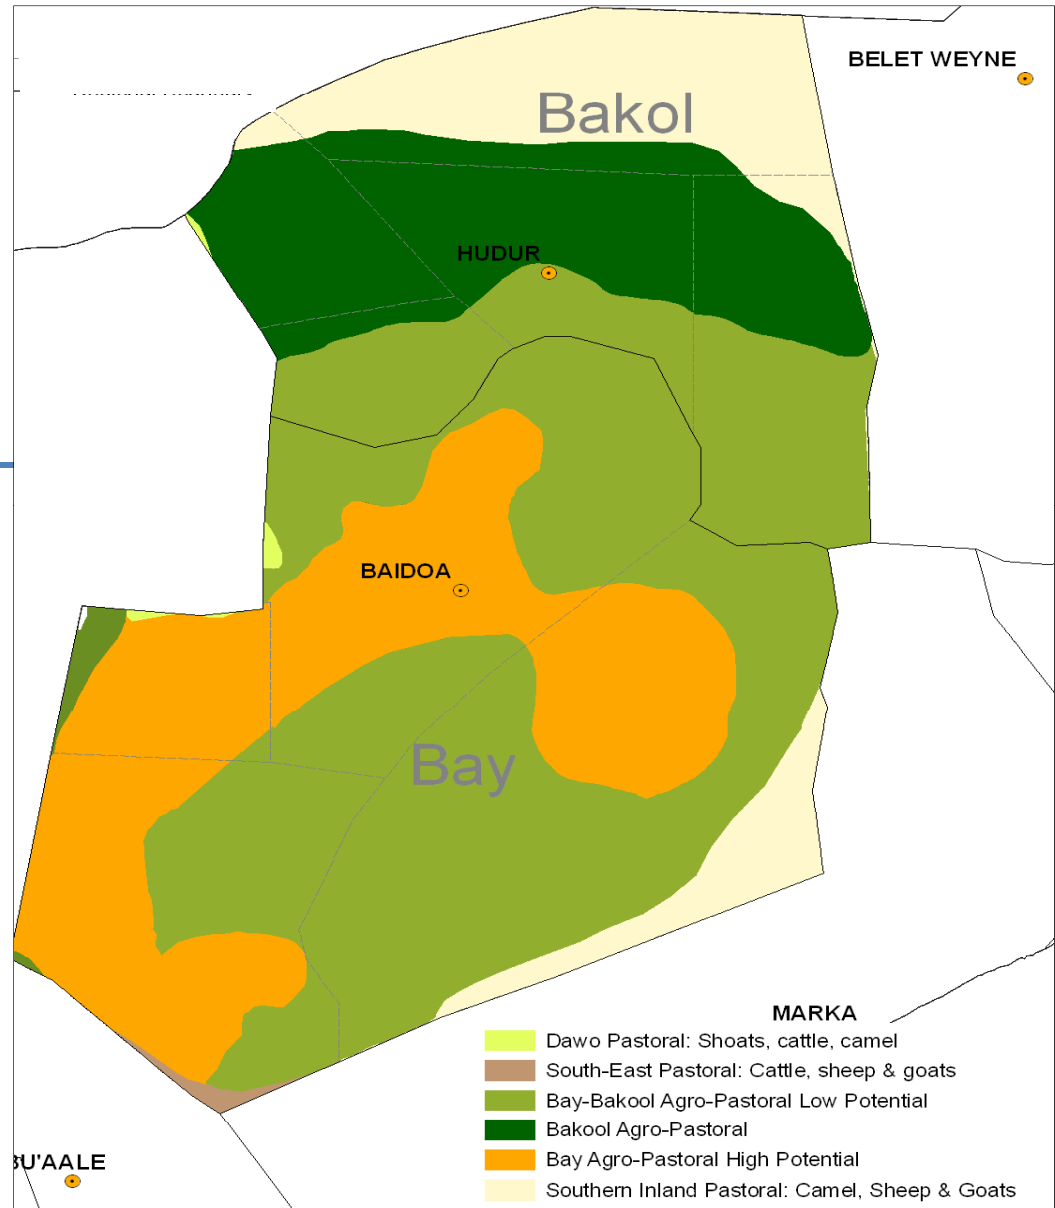 BELET WEYNE
Bakol
HUDUR
BAIDOA
Bay
MARKA
Dawo Pastoral: Shoats, cattle, camel
South-East Pastoral: Cattle, sheep & goats
Bay-Bakool Agro-Pastoral Low Potential
Bakool Agro-Pastoral
Bay Agro-Pastoral High Potential
BU'AALE
Southern Inland Pastoral: Camel, Sheep & Goats